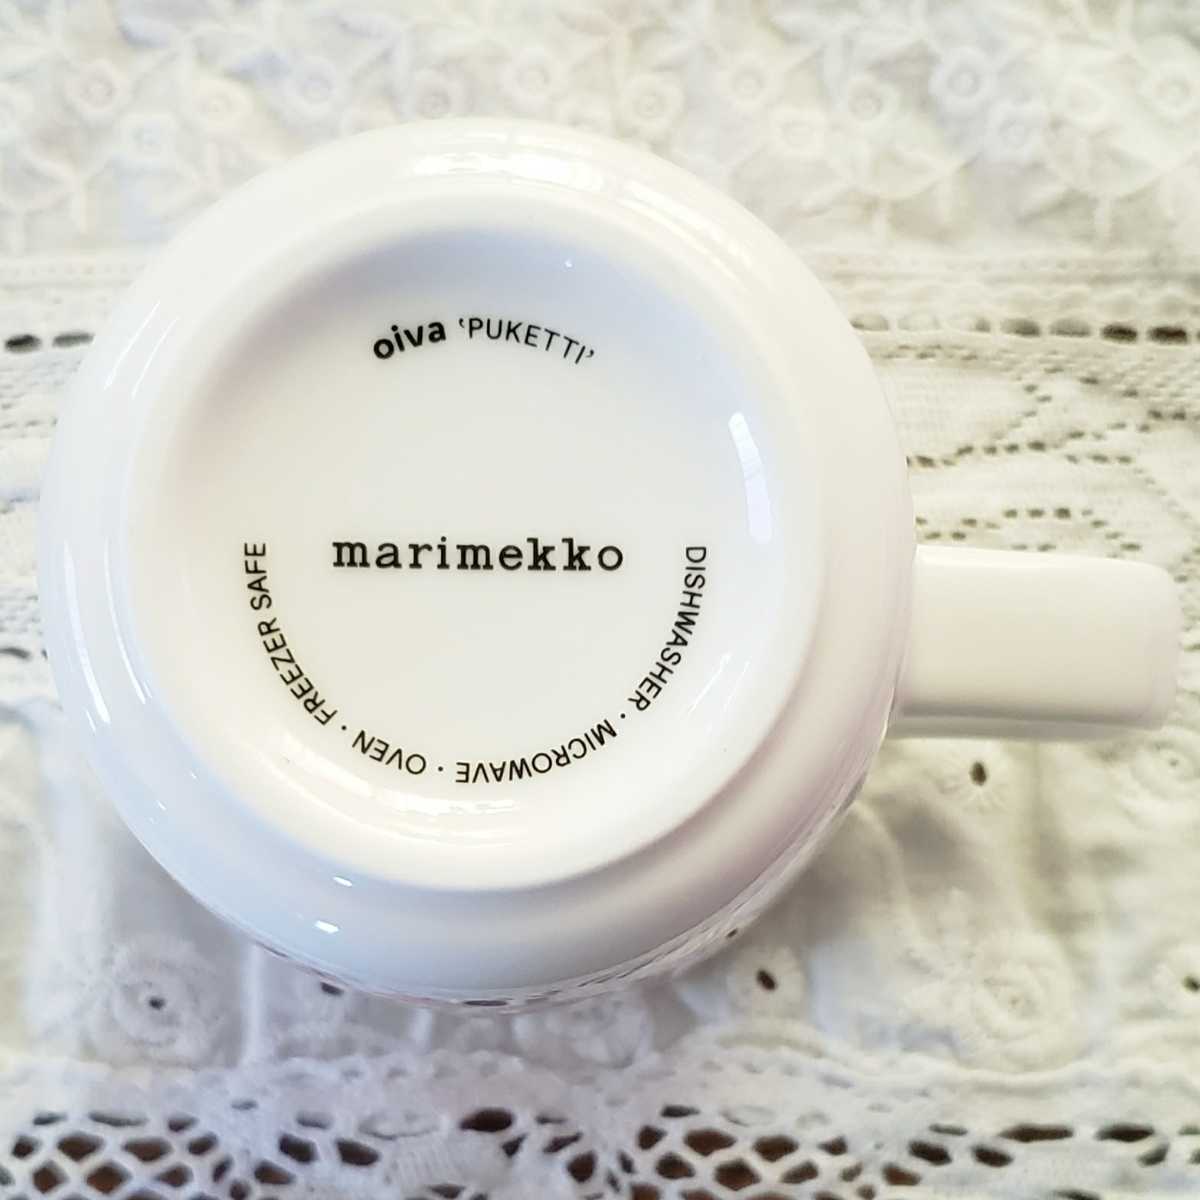 oiva ‘PUKETTI’
marimekko
DISHWASHER · MICROWAVE · OVEN · FREEZER SAFE